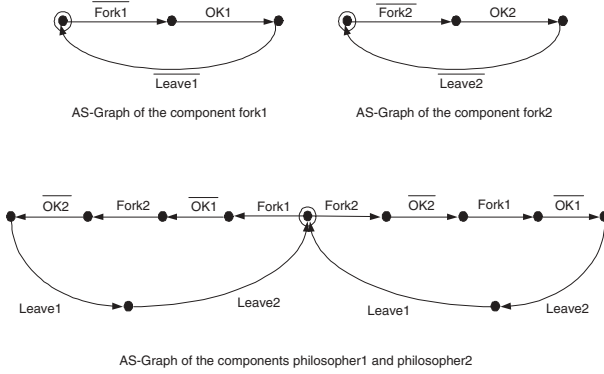 Fork1 OK1 Fork2 OK2
Leave1 Leave2
AS-Graph of the component fork1 AS-Graph of the component fork2
OK2 Fork2 OK1 Fork1 Fork2 OK2 Fork1 OK1
Leave1 Leave2 Leave1 Leave2
AS-Graph of the components philosopher1 and philosopher2